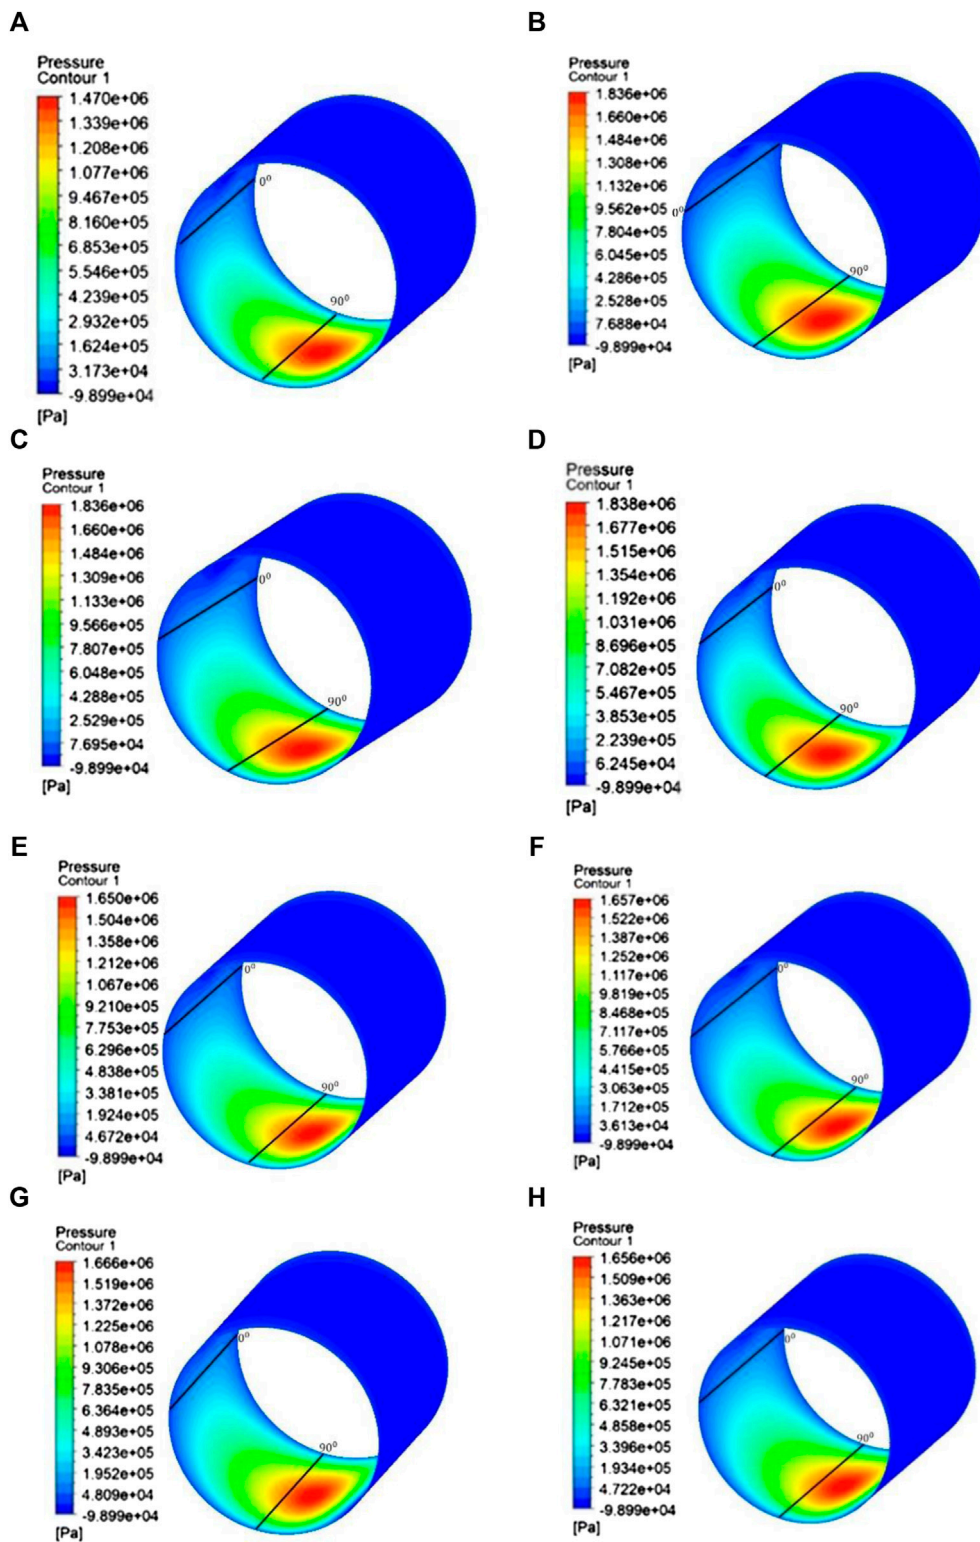 A
Pressure
Contour 1
1.470e+06
1.339e+06
1.208e+06
1.077e+06
9.467e+05
8.160e+05
6.853e+05
5.546e+05
4.239e+05
2.932e+05
1.624e+05
3.173e+04
-9.899e+04
[Pa]
0⁰
90⁰
B
Pressure
Contour 1
1.836e+06
1.660e+06
1.484e+06
1.308e+06
1.132e+06
9.562e+05
7.804e+05
6.045e+05
4.286e+05
2.528e+05
7.688e+04
-9.899e+04
[Pa]
0⁰
90⁰
C
Pressure
Contour 1
1.836e+06
1.660e+06
1.484e+06
1.309e+06
1.133e+06
9.566e+05
7.807e+05
6.048e+05
4.288e+05
2.529e+05
7.695e+04
-9.899e+04
[Pa]
0⁰
90⁰
D
Pressure
Contour 1
1.838e+06
1.677e+06
1.515e+06
1.354e+06
1.192e+06
1.031e+06
8.696e+05
7.082e+05
5.467e+05
3.853e+05
2.239e+05
6.245e+04
-9.899e+04
[Pa]
0⁰
90⁰
E
Pressure
Contour 1
1.650e+06
1.504e+06
1.358e+06
1.212e+06
1.067e+06
9.210e+05
7.753e+05
6.296e+05
4.838e+05
3.381e+05
1.924e+05
4.672e+04
-9.899e+04
[Pa]
0⁰
90⁰
F
Pressure
Contour 1
1.657e+06
1.522e+06
1.387e+06
1.252e+06
1.117e+06
9.819e+05
8.468e+05
7.117e+05
5.766e+05
4.415e+05
3.063e+05
1.712e+05
3.613e+04
-9.899e+04
[Pa]
0⁰
90⁰
G
Pressure
Contour 1
1.666e+06
1.519e+06
1.372e+06
1.225e+06
1.078e+06
9.306e+05
7.835e+05
6.364e+05
4.893e+05
3.423e+05
1.952e+05
4.809e+04
-9.899e+04
[Pa]
0⁰
90⁰
H
Pressure
Contour 1
1.656e+06
1.509e+06
1.363e+06
1.217e+06
1.071e+06
9.245e+05
7.783e+05
6.321e+05
4.858e+05
3.396e+05
1.934e+05
4.722e+04
-9.899e+04
[Pa]
0⁰
90⁰